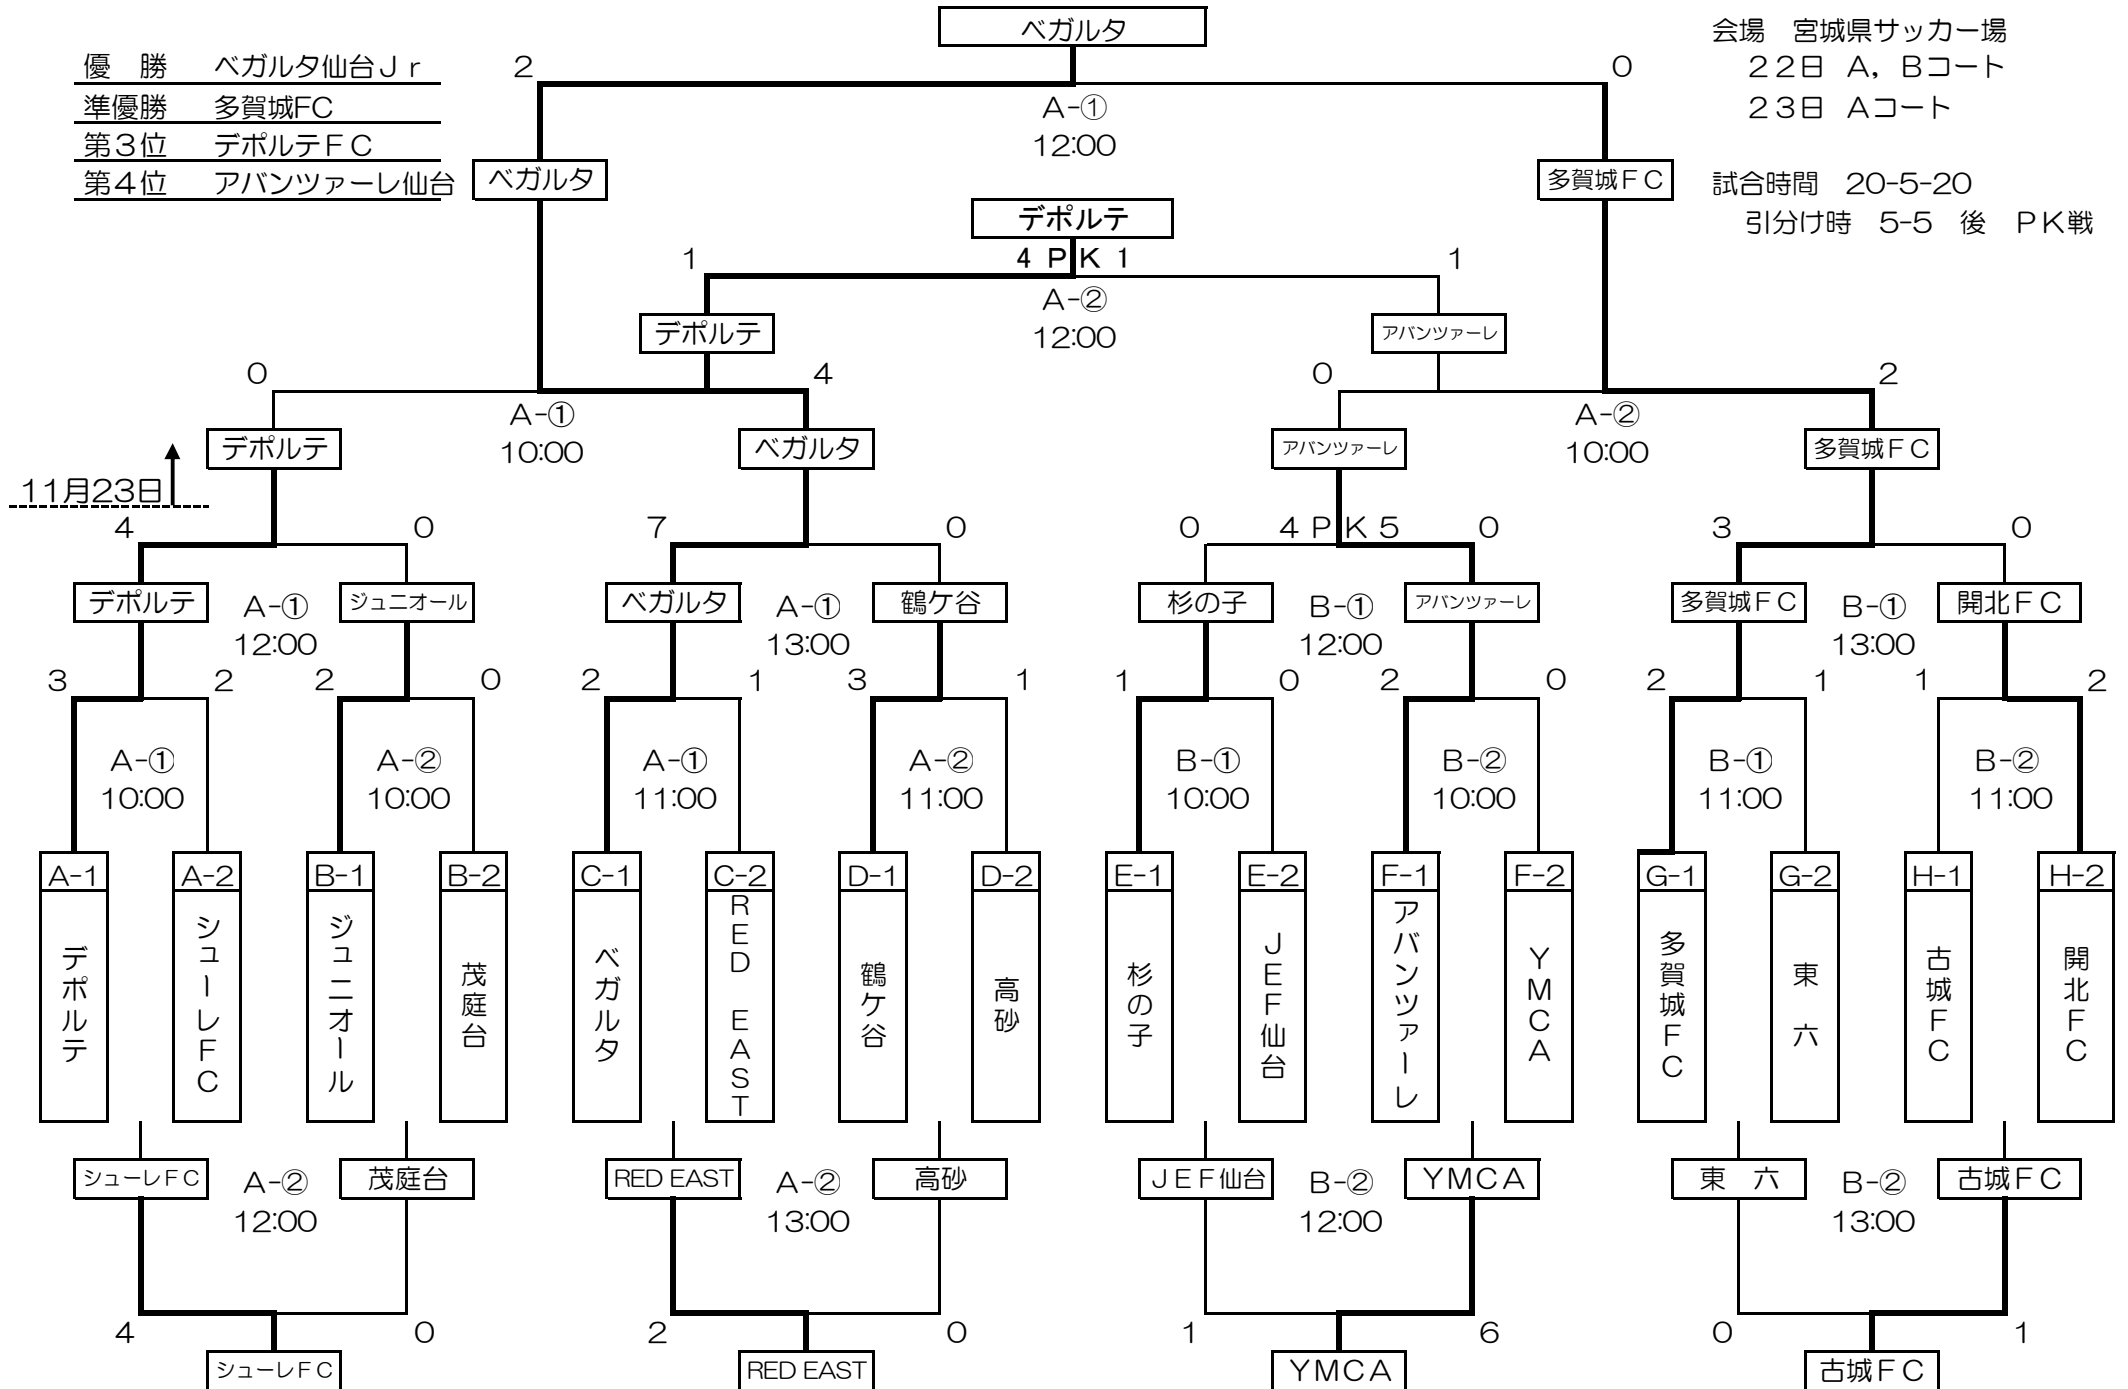 ベガルタ
会場　宮城県サッカー場
２２日　Ａ，Ｂコート
２３日　Ａコート
試合時間　20-5-20
引分け時　5-5　後　ＰＫ戦
優　勝　ベガルタ仙台Ｊｒ
準優勝　多賀城FC
第３位　デポルテＦＣ
第４位　アバンツァーレ仙台
2　0
A-①
12:00
ベガルタ　多賀城ＦＣ
デポルテ
1　４ ＰＫ １　1
A-②
12:00
デポルテ　アバンツァーレ
0　4　0　2
A-①　A-②
10:00　10:00
デポルテ　ベガルタ　アバンツァーレ　多賀城ＦＣ
11月23日
4　0　7　0　0　４ ＰＫ ５　0　3　0
デポルテ　ジュニオール　ベガルタ　鶴ケ谷　杉の子　アバンツァーレ　多賀城ＦＣ　開北ＦＣ
A-①　A-①　B-①　B-①
12:00　13:00　12:00　13:00
3　2　2　0　2　1　3　1　1　0　2　0　2　1　1　2
A-①　A-②　A-①　A-②　B-①　B-②　B-①　B-②
10:00　10:00　11:00　11:00　10:00　10:00　11:00　11:00
A-1　A-2　B-1　B-2　C-1　C-2　D-1　D-2　E-1　E-2　F-1　F-2　G-1　G-2　H-1　H-2
デポルテ
シューレFC
ジュニオール
茂庭台
ベガルタ
RED EAST
鶴ケ谷
高砂
杉の子
JEF仙台
アバンツァーレ
YMCA
多賀城FC
東　六
古城FC
開北FC
シューレＦＣ　茂庭台　RED EAST　高砂　ＪＥＦ仙台　YMCA　東　六　古城ＦＣ
A-②　A-②　B-②　B-②
12:00　13:00　12:00　13:00
4　0　2　0　1　6　0　1
シューレＦＣ　RED EAST　YMCA　古城ＦＣ